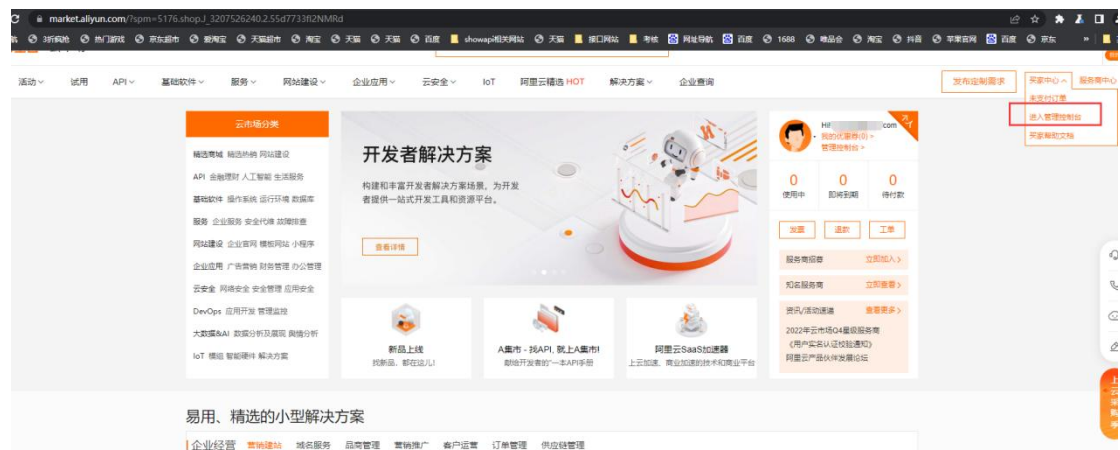 market.aliyun.com/?spm=5176.shop.J_3207526240.2.55d7733fI2NMRd
3折疯抢 热门游戏 京东超市 爱淘宝 天猫超市 淘宝 天猫 天猫 百度 showapi相关网站 天猫 接口网站 考核 网址导航 百度 1688 唯品会 淘宝 抖音 苹果官网 百度 京东 »
活动 试用 API 基础软件 服务 网站建设 企业应用 云安全 IoT 阿里云精选 HOT 解决方案 企业查询 发布定制需求 买家中心 服务商中心
未支付订单
进入管理控制台
买家帮助文档
云市场分类
精选商城 精选热销 网站建设
API 金融理财 人工智能 生活服务
基础软件 操作系统 运行环境 数据库
服务 企业服务 安全代维 故障排查
网站建设 企业官网 模板网站 小程序
企业应用 广告营销 财务管理 办公管理
云安全 网络安全 安全管理 应用安全
DevOps 应用开发 管理监控
大数据&AI 数据分析及展现 舆情分析
IoT 模组 智能硬件 解决方案
开发者解决方案
构建和丰富开发者解决方案场景，为开发
者提供一站式开发工具和资源平台。
查看详情
新品上线
找新品，都在这儿!
A集市 - 找API, 就上A集市!
献给开发者的“一本API手册
阿里云SaaS加速器
上云加速，商业加速的技术和商业平台
Hi! com
我的优惠券(0) >
管理控制台 >
0 0 0
使用中 即将到期 待付款
发票 退款 工单
服务商招募 立即加入 >
知名服务商 立即查看 >
资讯/活动速递 查看更多 >
2022年云市场Q4星级服务商
《用户实名认证校验通知》
阿里云产品伙伴发展论坛
易用、精选的小型解决方案
企业经营 营销建站 域名服务 品商管理 营销推广 客户运营 订单管理 供应链管理